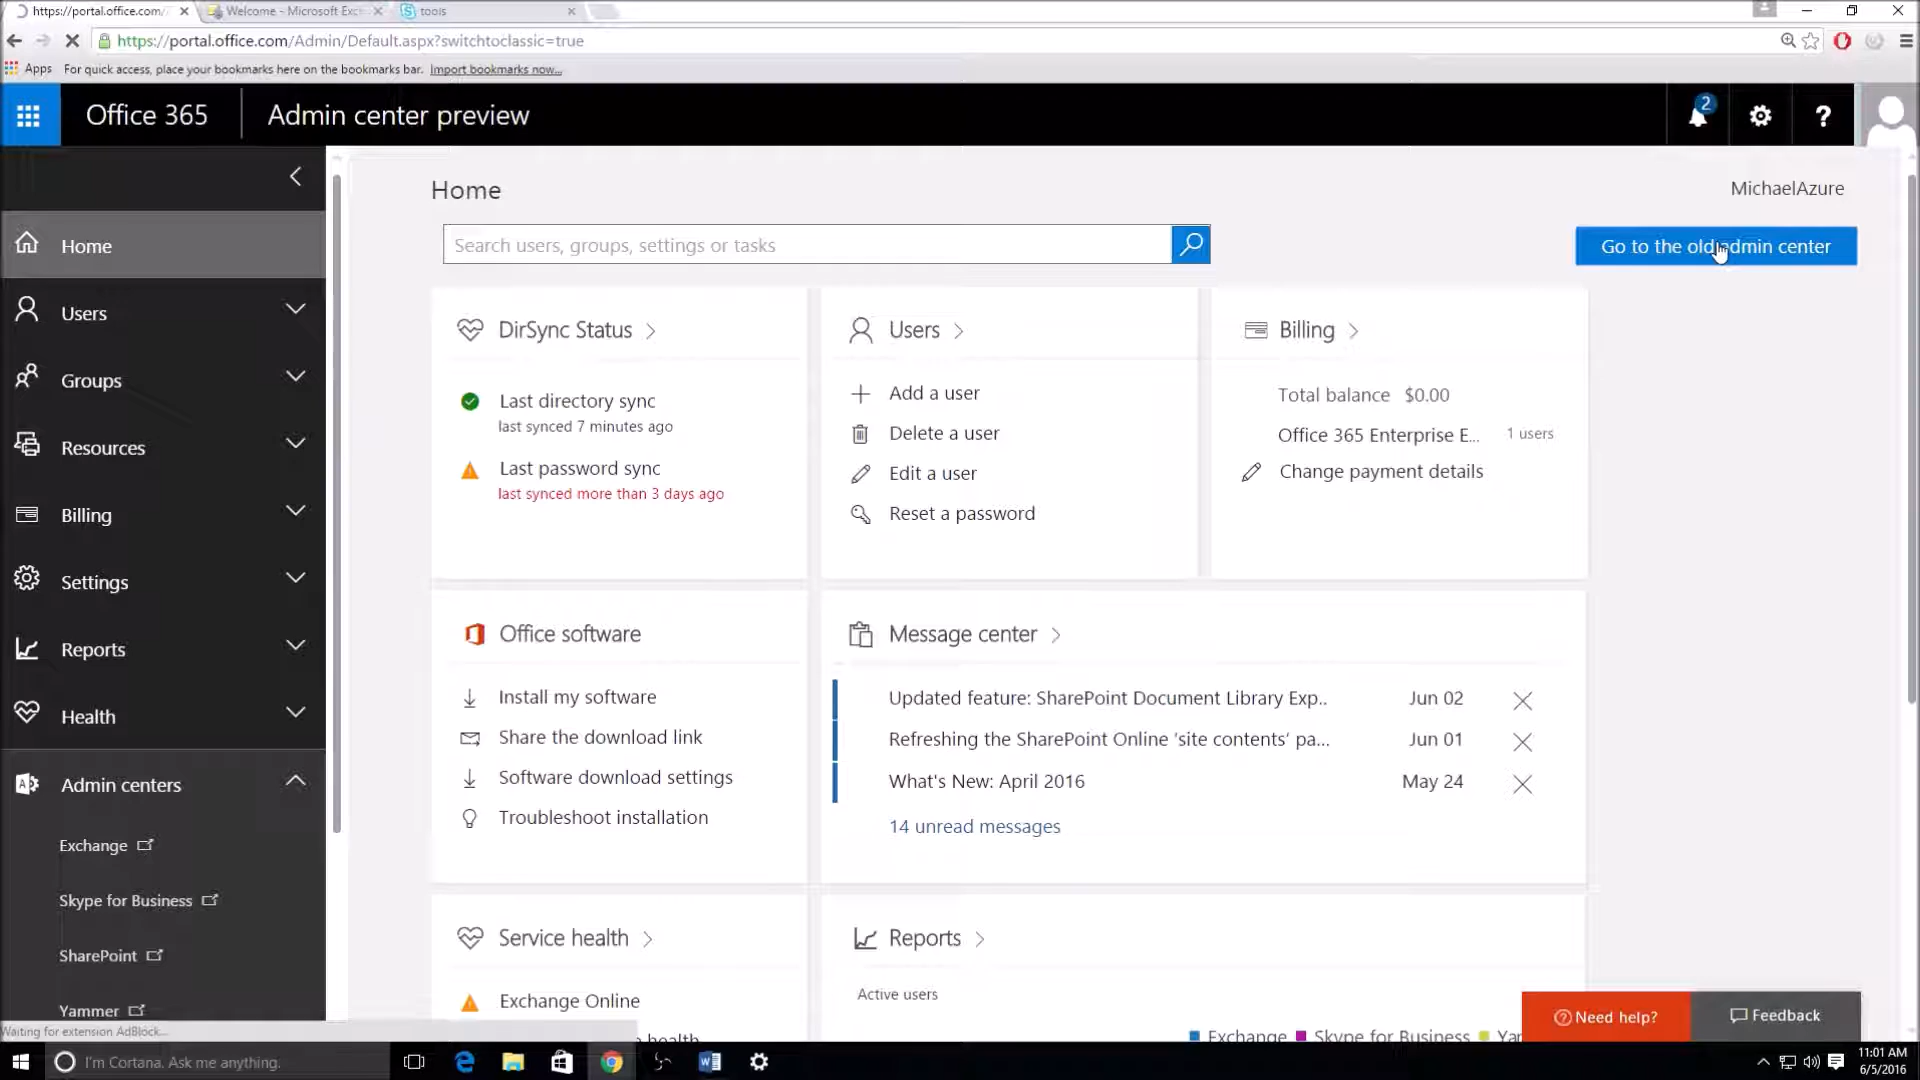 https://portal.office.com/
Welcome - Microsoft Exc
tools
https://portal.office.com/Admin/Default.aspx?switchtoclassic=true
Apps For quick access, place your bookmarks here on the bookmarks bar. Import bookmarks now...
Office 365 Admin center preview
2
?
Home
MichaelAzure
Search users, groups, settings or tasks
Go to the old admin center
Home
Users
Groups
Resources
Billing
Settings
Reports
Health
Admin centers
Exchange
Skype for Business
SharePoint
Yammer
DirSync Status
Last directory sync
last synced 7 minutes ago
Last password sync
last synced more than 3 days ago
Users
Add a user
Delete a user
Edit a user
Reset a password
Billing
Total balance $0.00
Office 365 Enterprise E... 1 users
Change payment details
Office software
Install my software
Share the download link
Software download settings
Troubleshoot installation
Message center
Updated feature: SharePoint Document Library Exp.. Jun 02
Refreshing the SharePoint Online 'site contents' pa... Jun 01
What's New: April 2016 May 24
14 unread messages
Service health
Exchange Online
health
Reports
Active users
Exchange Skype for Business Ya
Need help?
Feedback
Waiting for extension AdBlock...
I'm Cortana. Ask me anything.
11:01 AM
6/5/2016